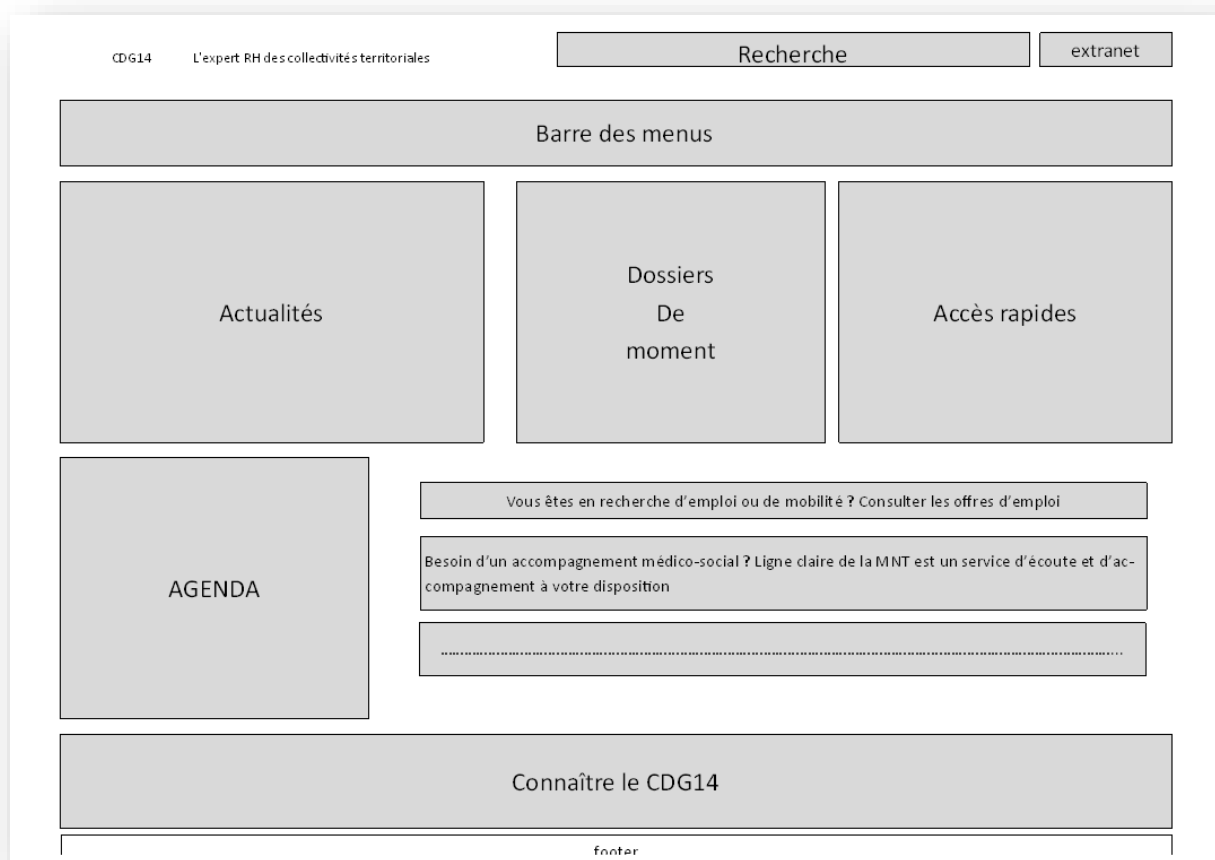 CDG14 L'expert RH des collectivités territoriales
Recherche
extranet
Barre des menus
Actualités
Dossiers
De
moment
Accès rapides
AGENDA
Vous êtes en recherche d'emploi ou de mobilité ? Consulter les offres d'emploi
Besoin d'un accompagnement médico-social ? Ligne claire de la MNT est un service d'écoute et d'ac-
compagnement à votre disposition
Connaître le CDG14
footer